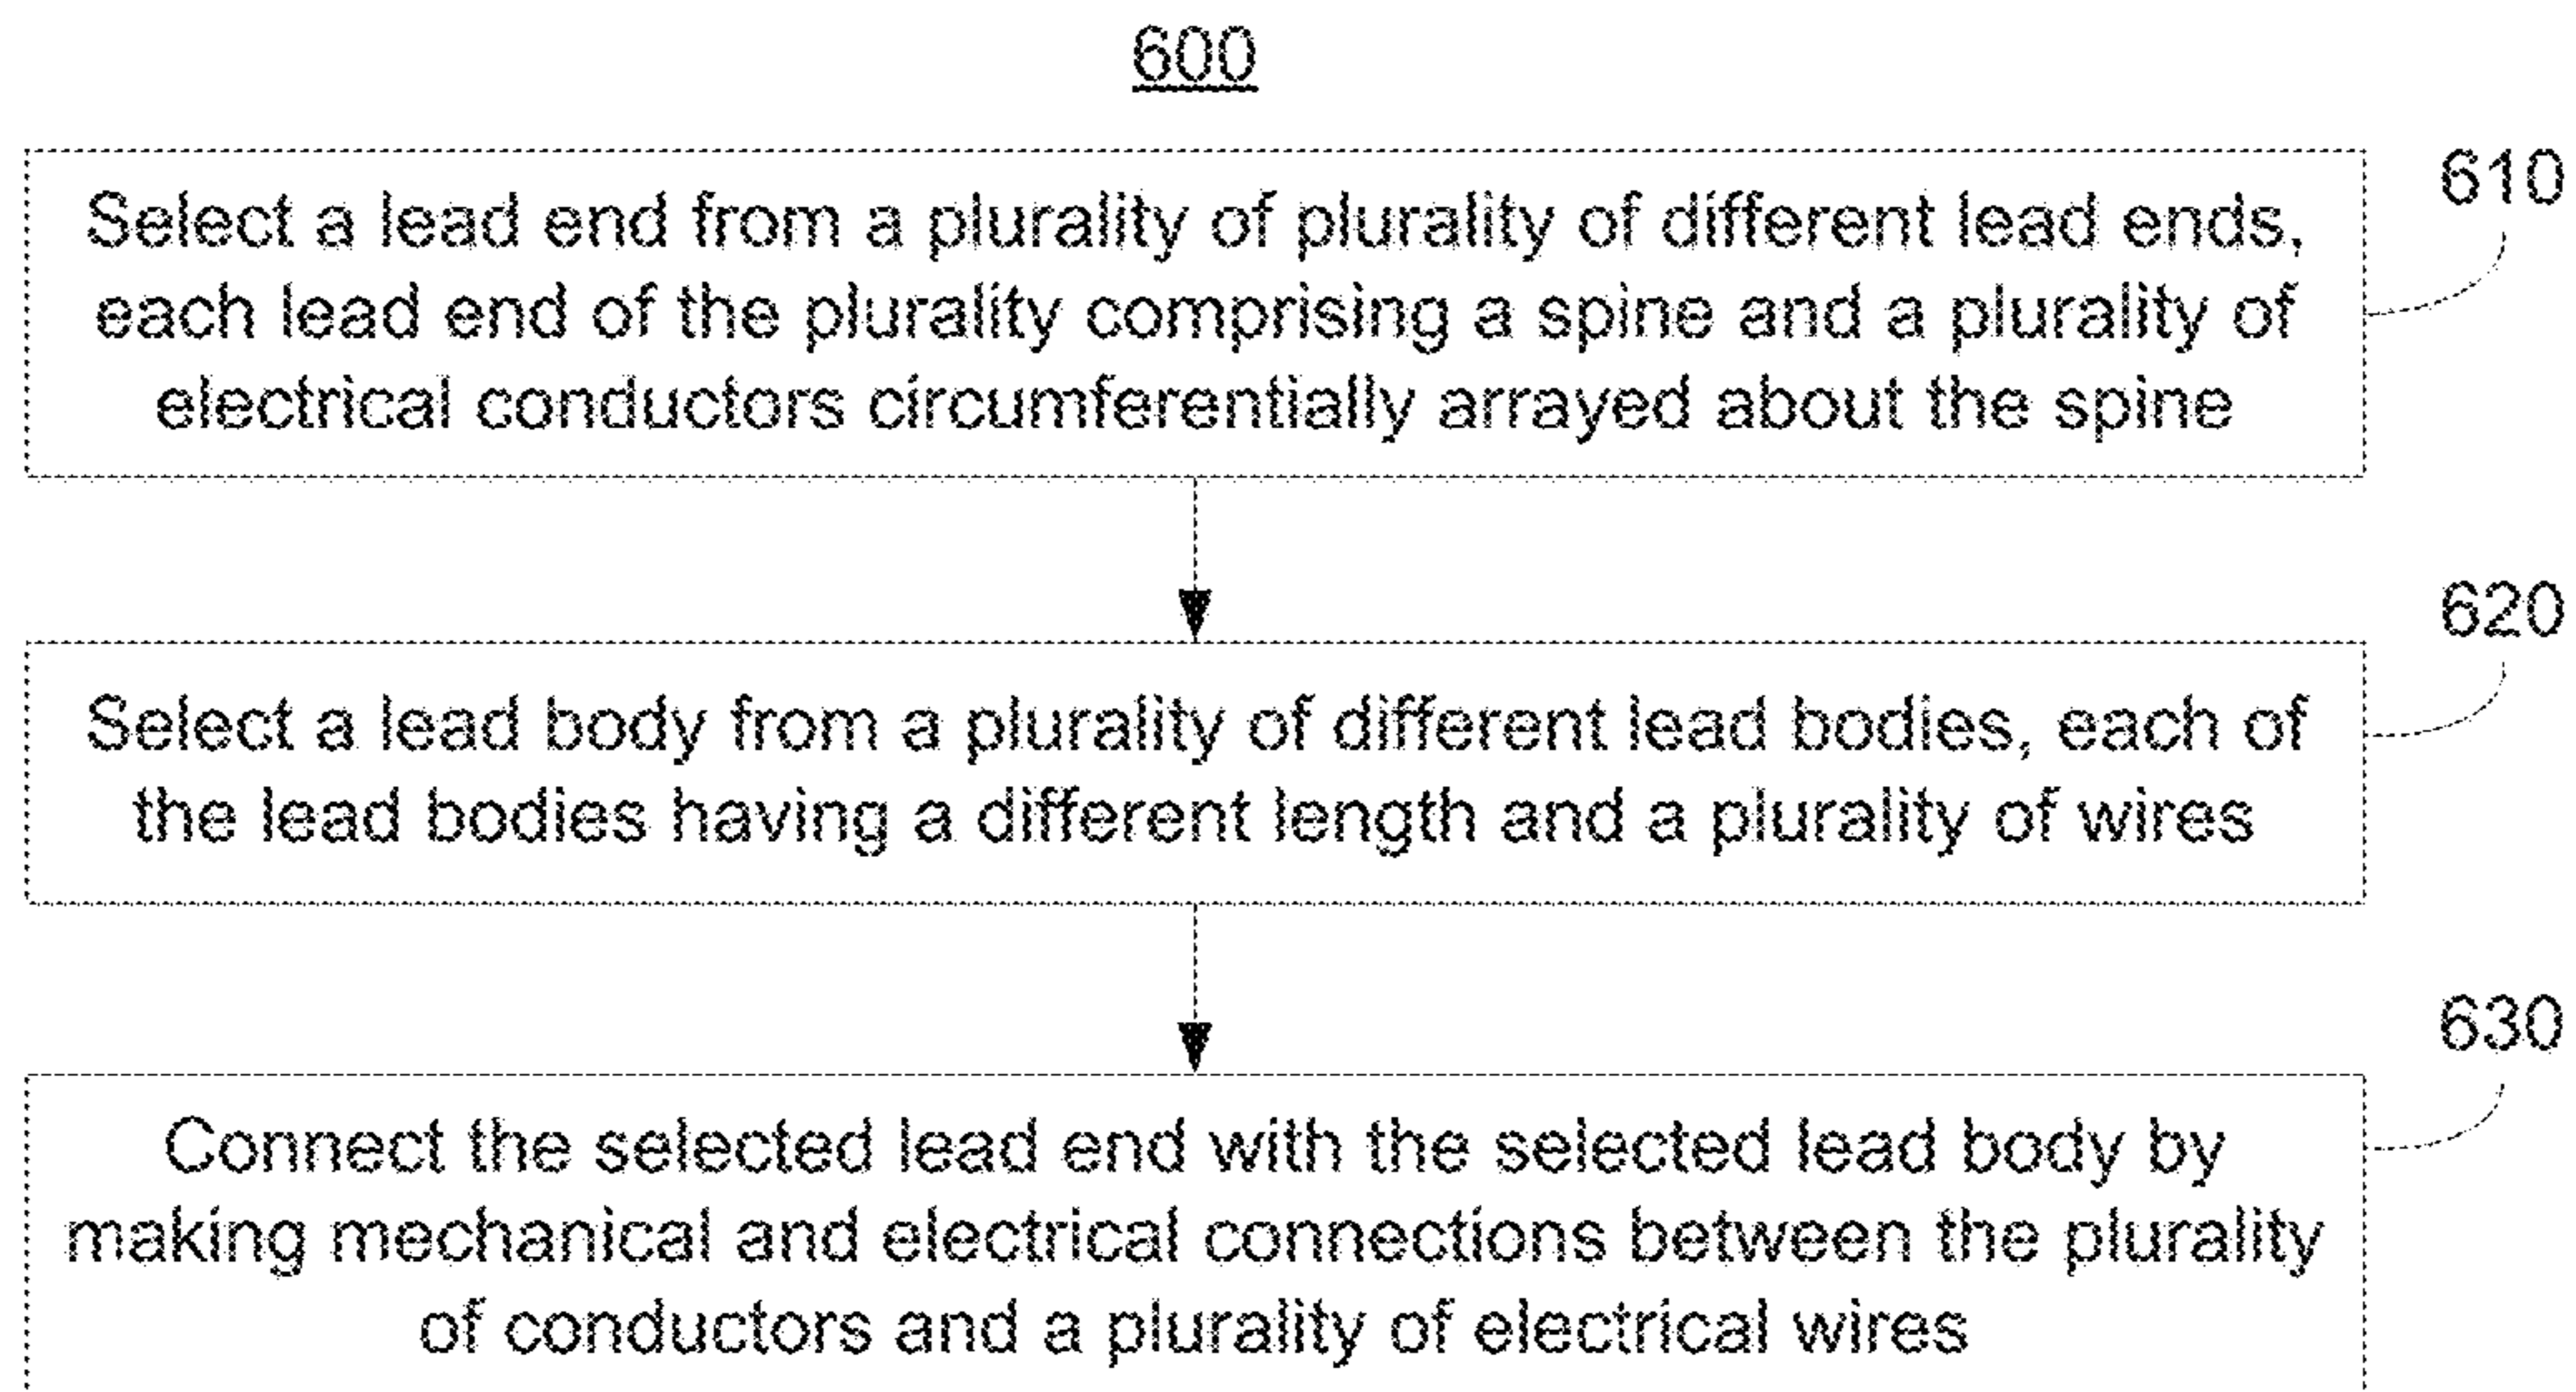 600
610
Select a lead end from a plurality of plurality of different lead ends,
each lead end of the plurality comprising a spine and a plurality of
electrical conductors circumferentially arrayed about the spine
620
Select a lead body from a plurality of different lead bodies, each of
the lead bodies having a different length and a plurality of wires
630
Connect the selected lead end with the selected lead body by
making mechanical and electrical connections between the plurality
of conductors and a plurality of electrical wires